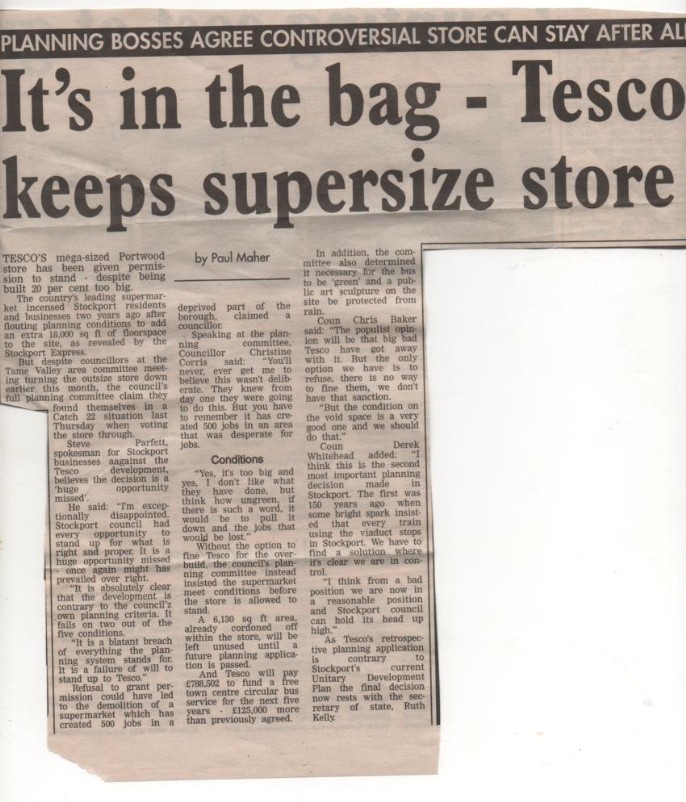 PLANNING BOSSES AGREE CONTROVERSIAL STORE CAN STAY AFTER AL
It's in the bag - Tesco
keeps supersize store
TESCO'S mega-sized Portwood
store has been given permis-
sion to stand - despite being
built 20 per cent too big.
The country's leading supermar-
ket incensed Stockport residents
and businesses two years ago after
flouting planning conditions to add
an extra 18,000 sq ft of floorspace
to the site, as revealed by the
Stockport Express.
But despite councillors at the
Tame Valley area committee meet-
ing turning the outsize store down
earlier this month, the council's
full planning committee claim they
found themselves in a
Catch 22 situation last
Thursday when voting
the store through.
Steve Parfett,
spokesman for Stockport
businesses aagainst the
Tesco development,
believes the decision is a
'huge opportunity
missed'.
He said: "I'm excep-
tionally disappointed.
Stockport council had
every opportunity to
stand up for what is
right and proper. It is a
huge opportunity missed
- once again might has
prevailed over right.
"It is absolutely clear
that the development is
contrary to the council'z
own planning criteria. It
fails on two out of the
five conditions.
"It is a blatant breach
of everything the plan-
ning system stands for.
It is a failure of will to
stand up to Tesco."
Refusal to grant per-
mission could have led
to the demolition of a
supermarket which has
created 500 jobs in a
by Paul Maher
deprived part of the
borough, claimed a
councillor.
Speaking at the plan-
ning committee,
Councillor Christine
Corris said: "You'll
never, ever get me to
believe this wasn't delib-
erate. They knew from
day one they were going
to do this. But you have
to remember it has cre-
ated 500 jobs in an area
that was desperate for
jobs.
Conditions
"Yes, it's too big and
yes, I don't like what
they have done, but
think how ungreen, if
there is such a word, it
would be to pull it
down and the jobs that
would be lost."
Without the option to
fine Tesco for the over-
build, the council's plan-
ning committee instead
insisted the supermarket
meet conditions before
the store is allowed to
stand.
A 6,130 sq ft area,
already cordoned off
within the store, will be
left unused until a
future planning applica-
tion is passed.
And Tesco will pay
£788,502 to fund a free
town centre circular bus
service for the next five
years - £125,000 more
than previously agreed.
In addition, the com-
mittee also determined
it necessary for the bus
to be 'green' and a pub-
lic art sculpture on the
site be protected from
rain.
Coun Chris Baker
said: "The populist opin-
ion will be that big bad
Tesco have got away
with it. But the only
option we have is to
refuse, there is no way
to fine them, we don't
have that sanction.
"But the condition on
the void space is a very
good one and we should
do that."
Coun Derek
Whitehead added: "I
think this is the second
most important planning
decision made in
Stockport. The first was
150 years ago when
some bright spark insist-
ed that every train
using the viaduct stops
in Stockport. We have to
find a solution where
it's clear we are in con-
trol.
"I think from a bad
position we are now in
a reasonable position
and Stockport council
can hold its head up
high."
As Tesco's retrospec-
tive planning application
is contrary to
Stockport's current
Unitary Development
Plan the final decision
now rests with the sec-
retary of state, Ruth
Kelly.